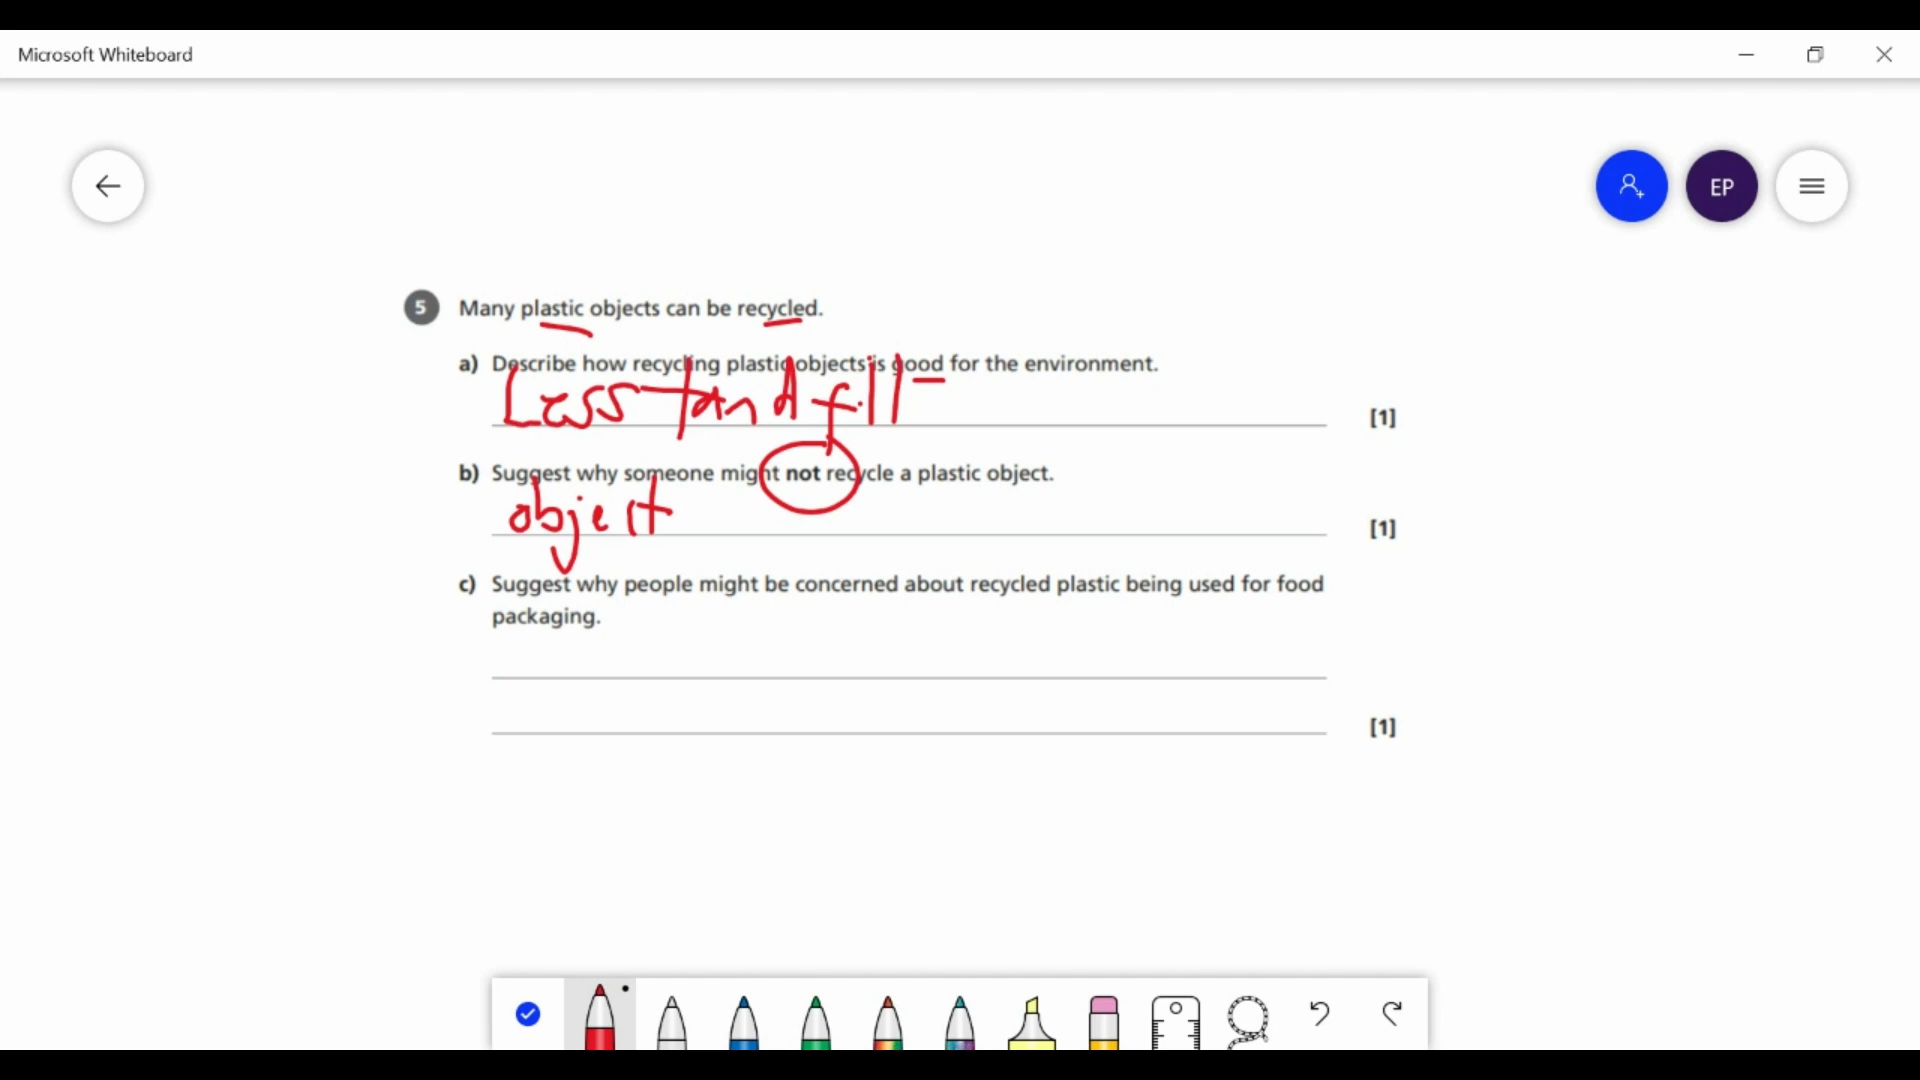 Microsoft Whiteboard
EP
5 Many plastic objects can be recycled.
a) Describe how recycling plastic objects is good for the environment.
Less landfill
[1]
b) Suggest why someone might not recycle a plastic object.
object
[1]
c) Suggest why people might be concerned about recycled plastic being used for food
packaging.
[1]